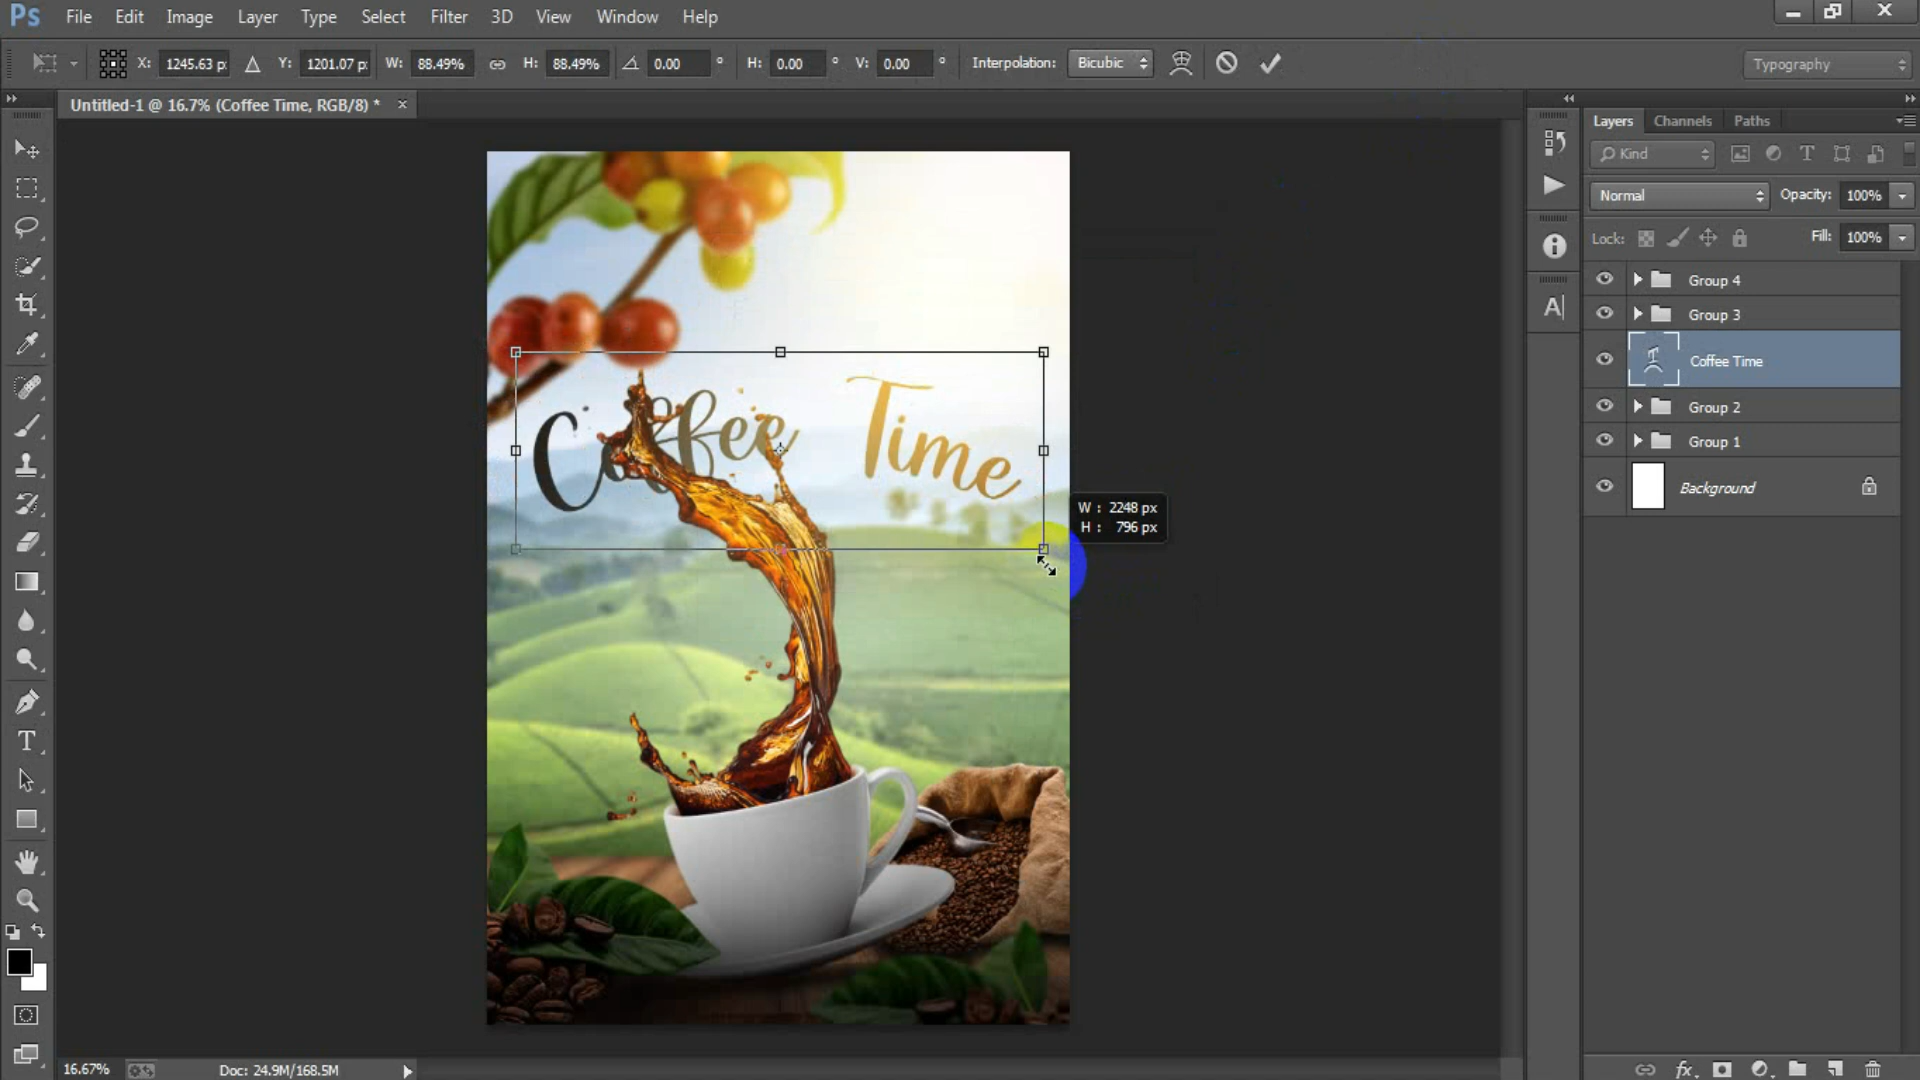 Ps File Edit Image Layer Type Select Filter 3D View Window Help
X: 1245.63 p Y: 1201.07 p W: 88.49% H: 88.49% 0.00 ° H: 0.00 ° V: 0.00 ° Interpolation: Bicubic Typography
Untitled-1 @ 16.7% (Coffee Time, RGB/8) * ×
Layers Channels Paths
Kind
Normal Opacity: 100%
Lock: Fill: 100%
Group 4
Group 3
Coffee Time
Group 2
Group 1
Background
Coffee Time
W : 2248 px
H : 796 px
16.67% Doc: 24.9M/168.5M